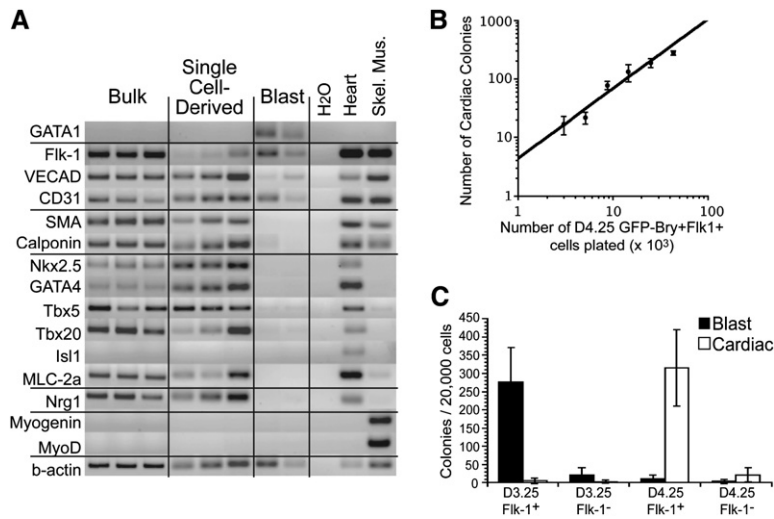 A
Bulk
Single
Cell-
Derived
Blast
H2O
Heart
Skel. Mus.
GATA1
Flk-1
VECAD
CD31
SMA
Calponin
Nkx2.5
GATA4
Tbx5
Tbx20
Isl1
MLC-2a
Nrg1
Myogenin
MyoD
b-actin
B
Number of Cardiac Colonies
1000
100
10
1
1 10 100
Number of D4.25 GFP-Bry+Flk1+
cells plated (x 10³)
C
Colonies / 20,000 cells
450
400
350
300
250
200
150
100
50
0
Blast
Cardiac
D3.25 D3.25 D4.25 D4.25
Flk-1⁺ Flk-1⁻ Flk-1⁺ Flk-1⁻